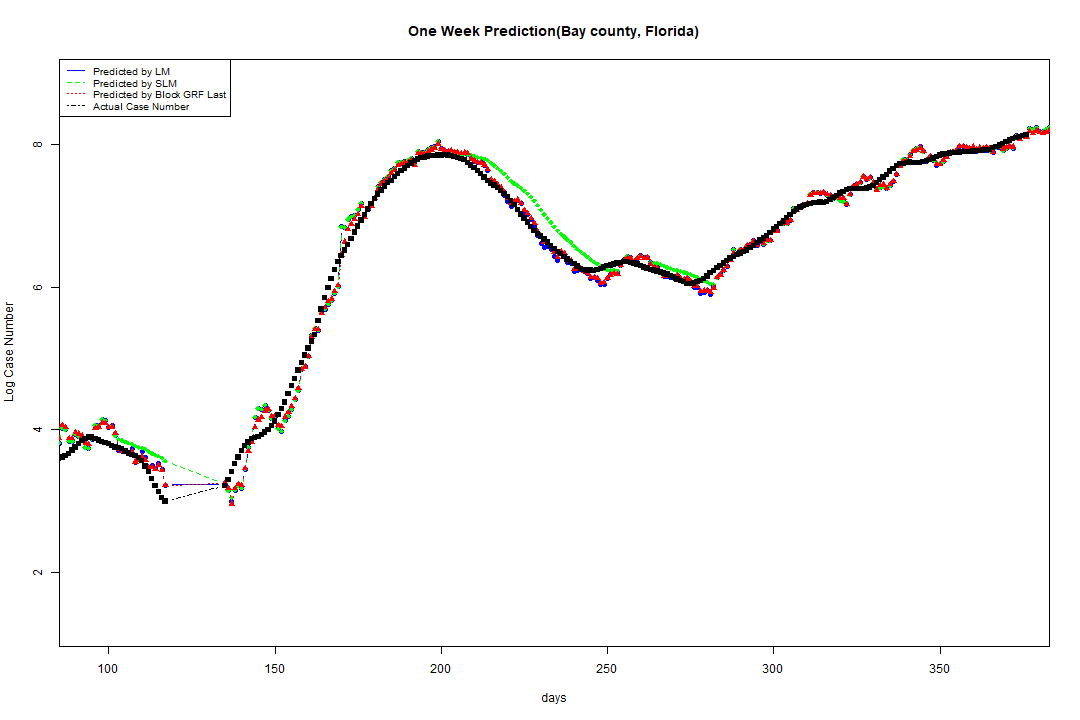 One Week Prediction(Bay county, Florida)
Predicted by LM
Predicted by SLM
Predicted by Block GRF Last
Actual Case Number
8
6
4
2
Log Case Number
100
150
200
250
300
350
days